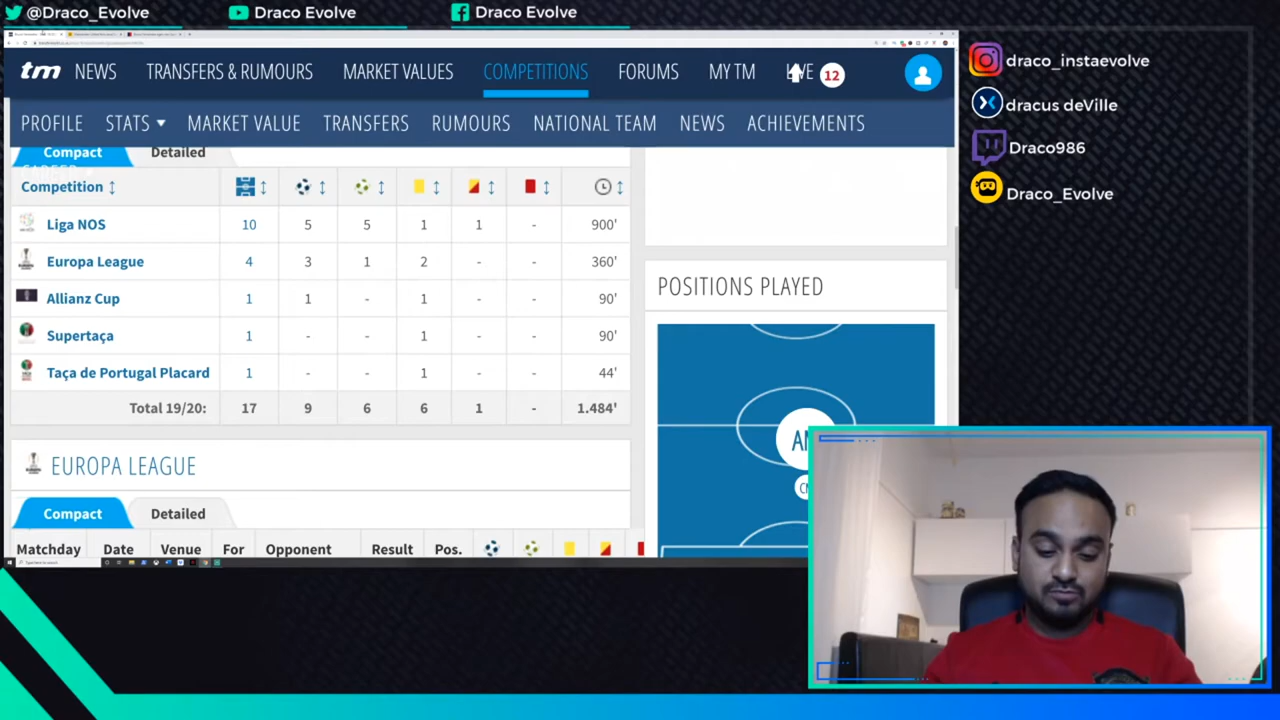 @Draco_Evolve
Draco Evolve
Draco Evolve
tm NEWS TRANSFERS & RUMOURS MARKET VALUES COMPETITIONS FORUMS MY TM LIVE 12
PROFILE STATS MARKET VALUE TRANSFERS RUMOURS NATIONAL TEAM NEWS ACHIEVEMENTS
draco_instaevolve
dracus deVille
Draco986
Draco_Evolve
Compact Detailed
CAREER
Competition
Liga NOS 10 5 5 1 1 - 900'
Europa League 4 3 1 2 - - 360'
Allianz Cup 1 1 - 1 - - 90'
Supertaça 1 - - 1 - - 90'
Taça de Portugal Placard 1 - - 1 - - 44'
Total 19/20: 17 9 6 6 1 - 1.484'
EUROPA LEAGUE
Compact Detailed
Matchday Date Venue For Opponent Result Pos.
POSITIONS PLAYED